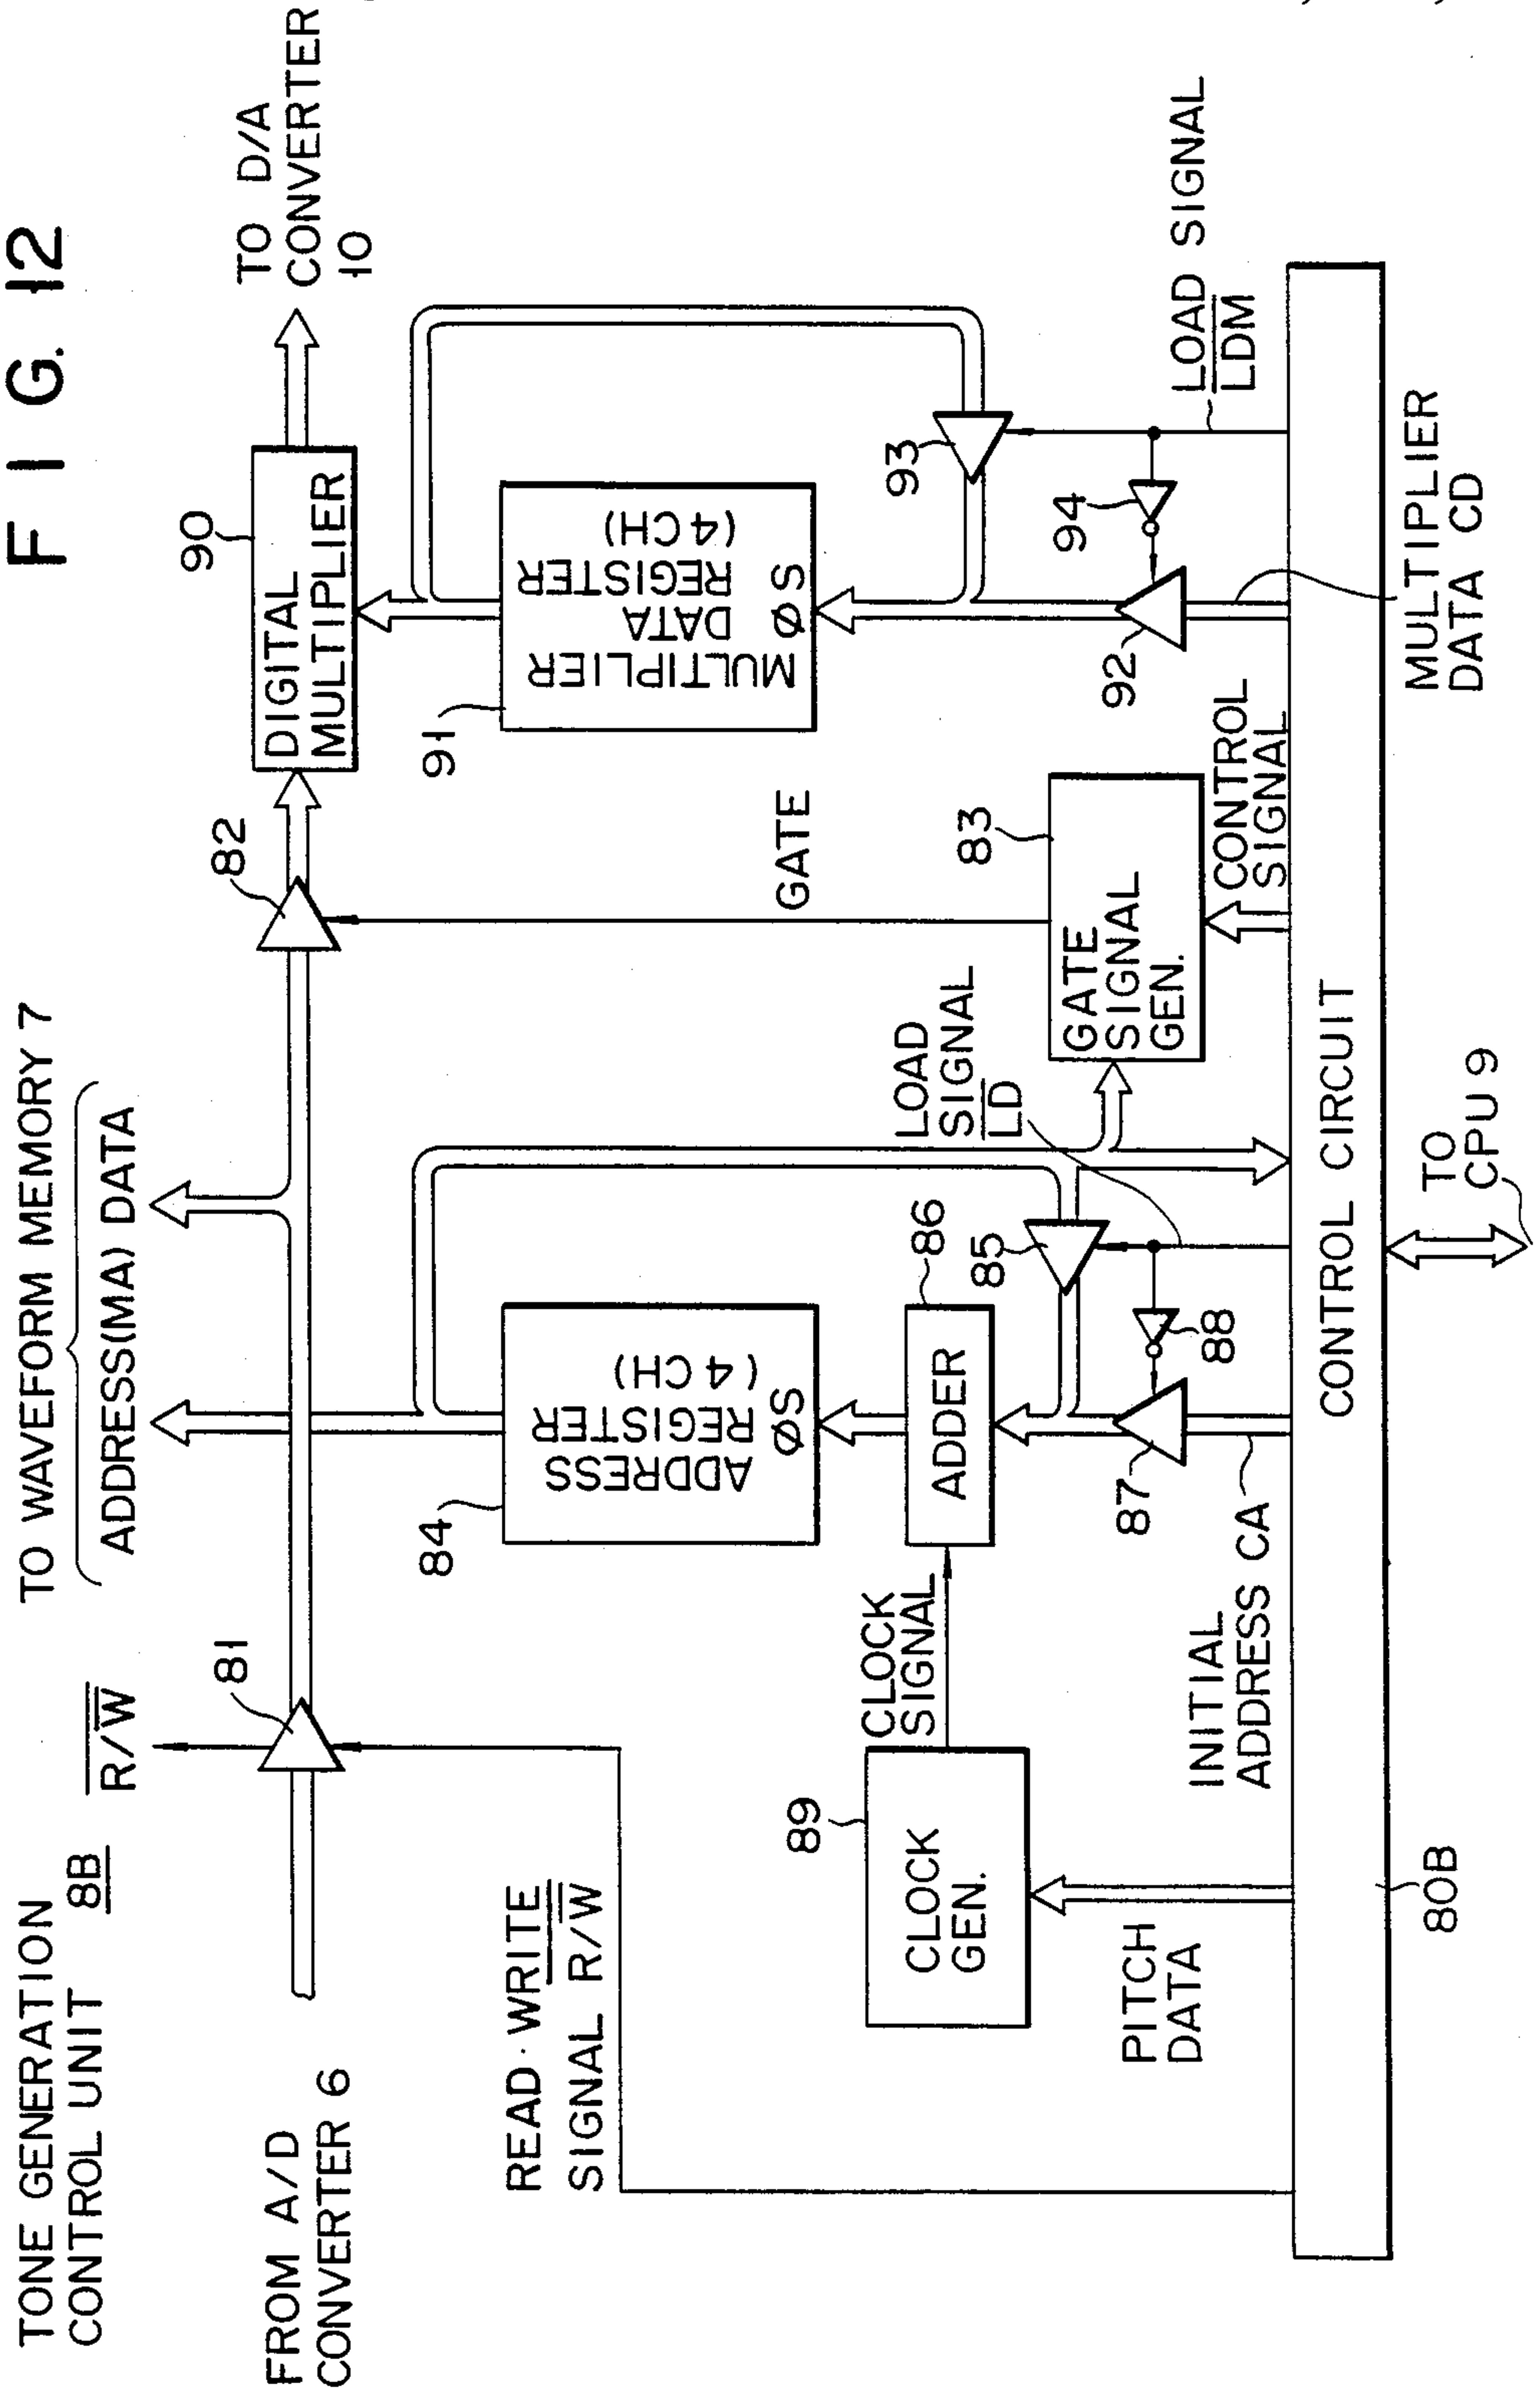 FIG. 12
TONE GENERATION
CONTROL UNIT 8B
R/W
TO WAVEFORM MEMORY 7
ADDRESS(MA) DATA
FROM A/D
CONVERTER 6
81
82
90
DIGITAL
MULTIPLIER
TO D/A
CONVERTER
10
READ·WRITE
SIGNAL R/W
84
ADDRESS
REGISTER
(4 CH)
ØS
91
MULTIPLIER
DATA
REGISTER
(4 CH)
ØS
GATE
89
CLOCK
GEN.
CLOCK
SIGNAL
86
ADDER
85
LOAD
SIGNAL
LD
83
GATE
SIGNAL
GEN.
93
94
92
LOAD SIGNAL
LDM
87
88
PITCH
DATA
INITIAL
ADDRESS CA
CONTROL
SIGNAL
CONTROL CIRCUIT
80B
TO
CPU 9
MULTIPLIER
DATA CD